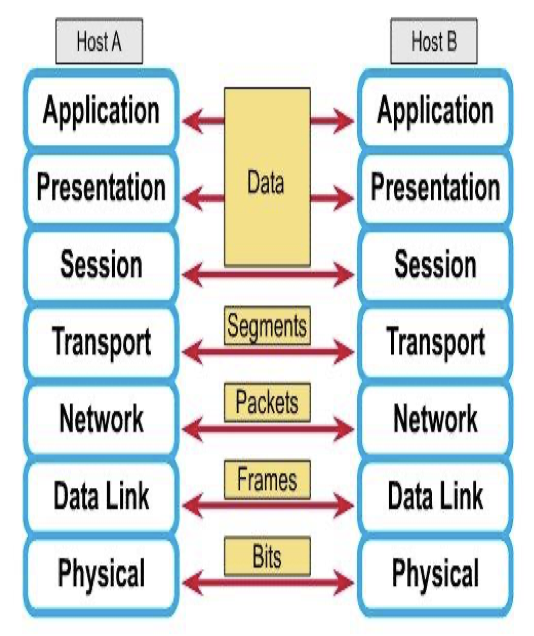 Host A
Host B
Application
Application
Data
Presentation
Presentation
Session
Session
Segments
Transport
Transport
Packets
Network
Network
Frames
Data Link
Data Link
Bits
Physical
Physical